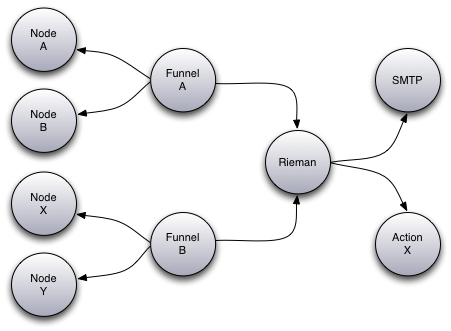 Node
A
Node
B
Funnel
A
SMTP
Rieman
Node
X
Node
Y
Funnel
B
Action
X